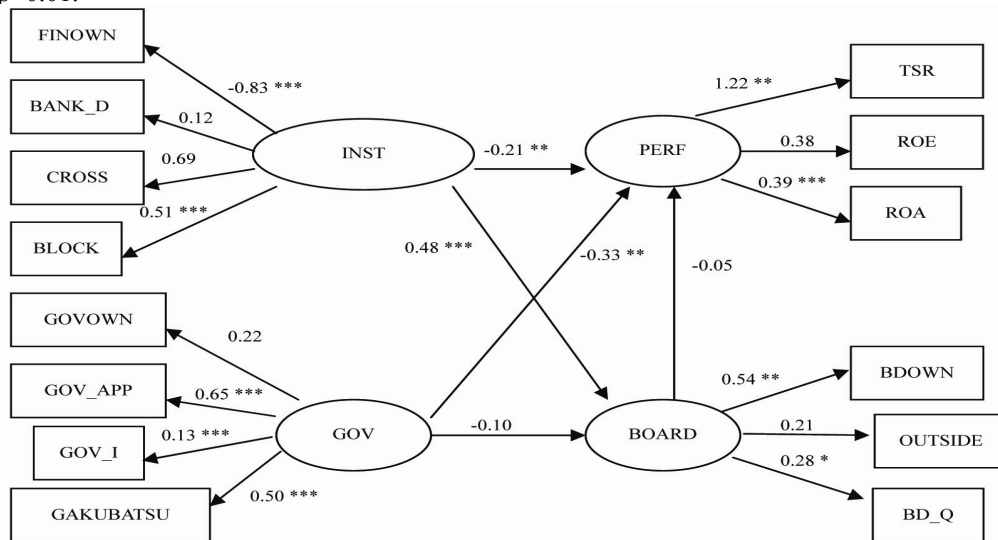 p 0.01.
FINOWN
-0.83 ***
BANK_D
0.12
CROSS
0.69
BLOCK
0.51 ***
INST
-0.21 **
PERF
1.22 **
TSR
0.38
ROE
0.39 ***
ROA
0.48 ***
-0.33 **
-0.05
GOVOWN
0.22
GOV_APP
0.65 ***
GOV_I
0.13 ***
GAKUBATSU
0.50 ***
GOV
-0.10
BOARD
0.54 **
BDOWN
0.21
OUTSIDE
0.28 *
BD_Q